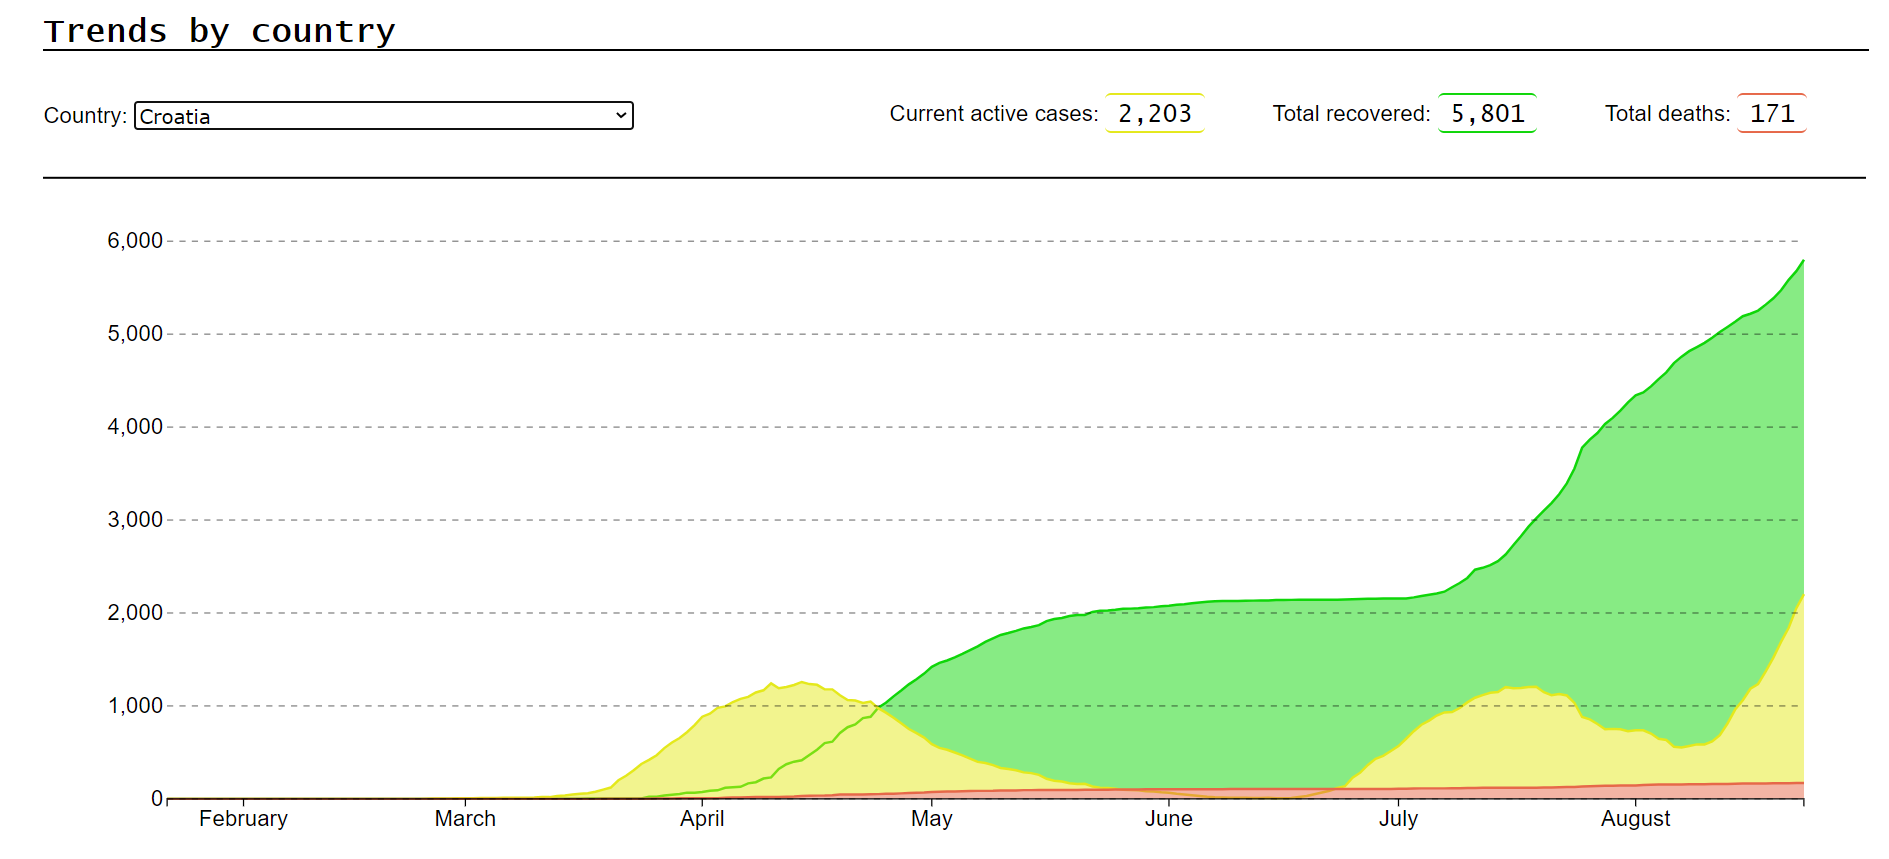 Trends by country
Country: Croatia Current active cases: 2,203 Total recovered: 5,801 Total deaths: 171
6,000
5,000
4,000
3,000
2,000
1,000
0
February March April May June July August